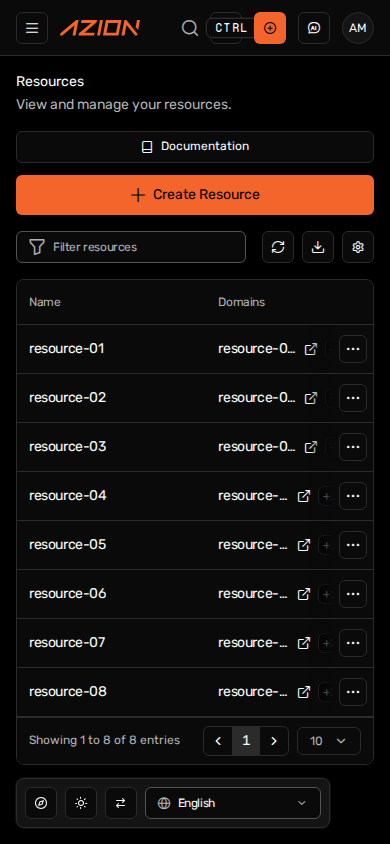 AZION
CTRL
AM
Resources
View and manage your resources.
Documentation
Create Resource
Filter resources
Name Domains
resource-01 resource-0…
resource-02 resource-0…
resource-03 resource-0…
resource-04 resource-… +
resource-05 resource-… +
resource-06 resource-… +
resource-07 resource-… +
resource-08 resource-… +
Showing 1 to 8 of 8 entries 1 10
English